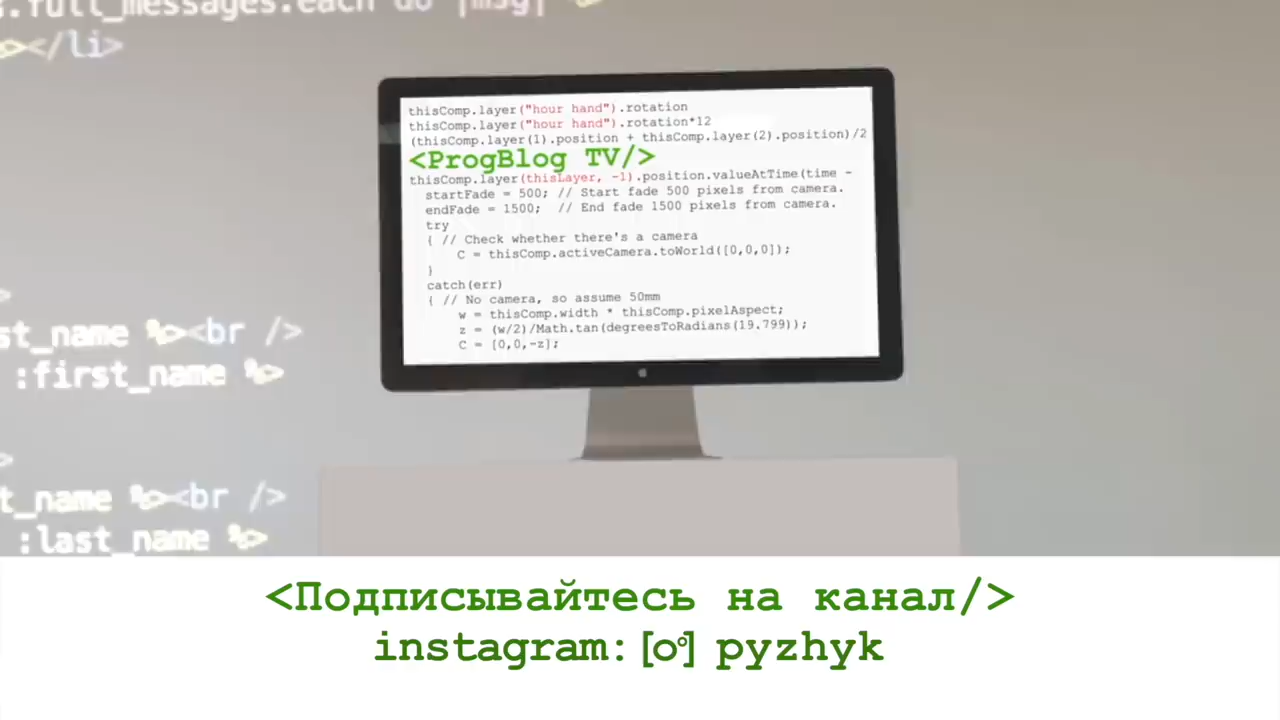 .full_messages.each do |msg| %>
></li>
thisComp.layer("hour hand").rotation
thisComp.layer("hour hand").rotation*12
(thisComp.layer(1).position + thisComp.layer(2).position)/2
<ProgBlog TV/>
thisComp.layer(thisLayer, -1).position.valueAtTime(time -
startFade = 500; // Start fade 500 pixels from camera.
endFade = 1500; // End fade 1500 pixels from camera.
try
{ // Check whether there's a camera
C = thisComp.activeCamera.toWorld([0,0,0]);
}
catch(err)
{ // No camera, so assume 50mm
w = thisComp.width * thisComp.pixelAspect;
z = (w/2)/Math.tan(degreesToRadians(19.799));
C = [0,0,-z];
>
st_name %><br />
:first_name %>
>
t_name %><br />
:last_name %>
<Подписывайтесь на канал/>
instagram: pyzhyk